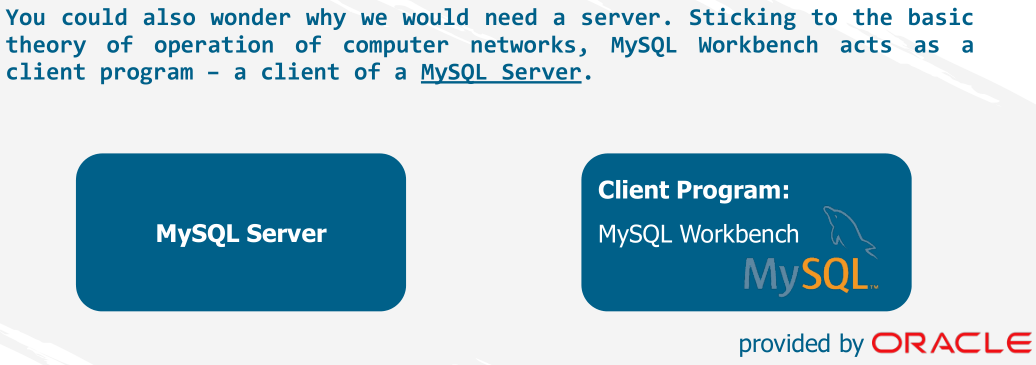 You could also wonder why we would need a server. Sticking to the basic
theory of operation of computer networks, MySQL Workbench acts as a
client program – a client of a MySQL Server.
MySQL Server
Client Program:
MySQL Workbench
MySQL™
provided by ORACLE